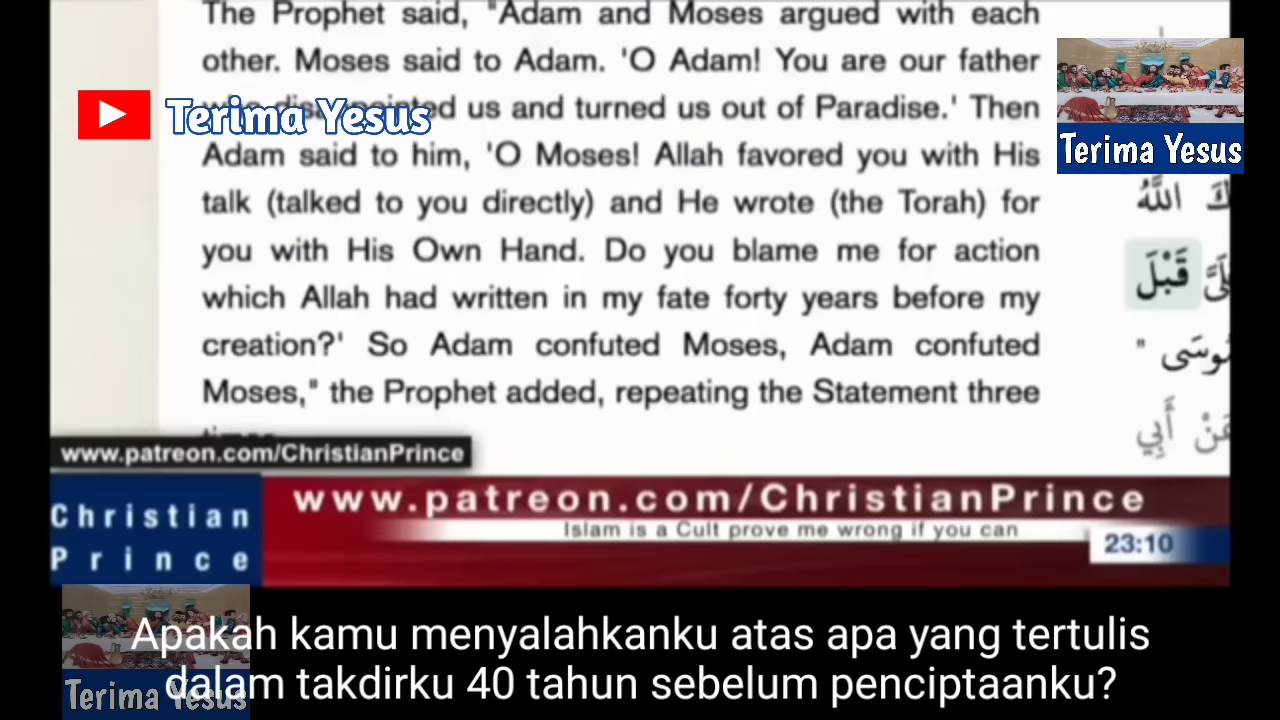 The Prophet said, "Adam and Moses argued with each
other. Moses said to Adam. 'O Adam! You are our father
us and turned us out of Paradise.' Then
Terima Yesus
Terima Yesus
Adam said to him, 'O Moses! Allah favored you with His
talk (talked to you directly) and He wrote (the Torah) for
you with His Own Hand. Do you blame me for action
which Allah had written in my fate forty years before my
creation?' So Adam confuted Moses, Adam confuted
Moses," the Prophet added, repeating the Statement three
كَ اللَّهُ
قَبْلَ
عَنْ أَبِي
www.patreon.com/ChristianPrince
www.patreon.com/ChristianPrince
Islam is a Cult prove me wrong if you can
23:10
Christian
Prince
Apakah kamu menyalahkanku atas apa yang tertulis
dalam takdirku 40 tahun sebelum penciptaanku?
Terima Yesus